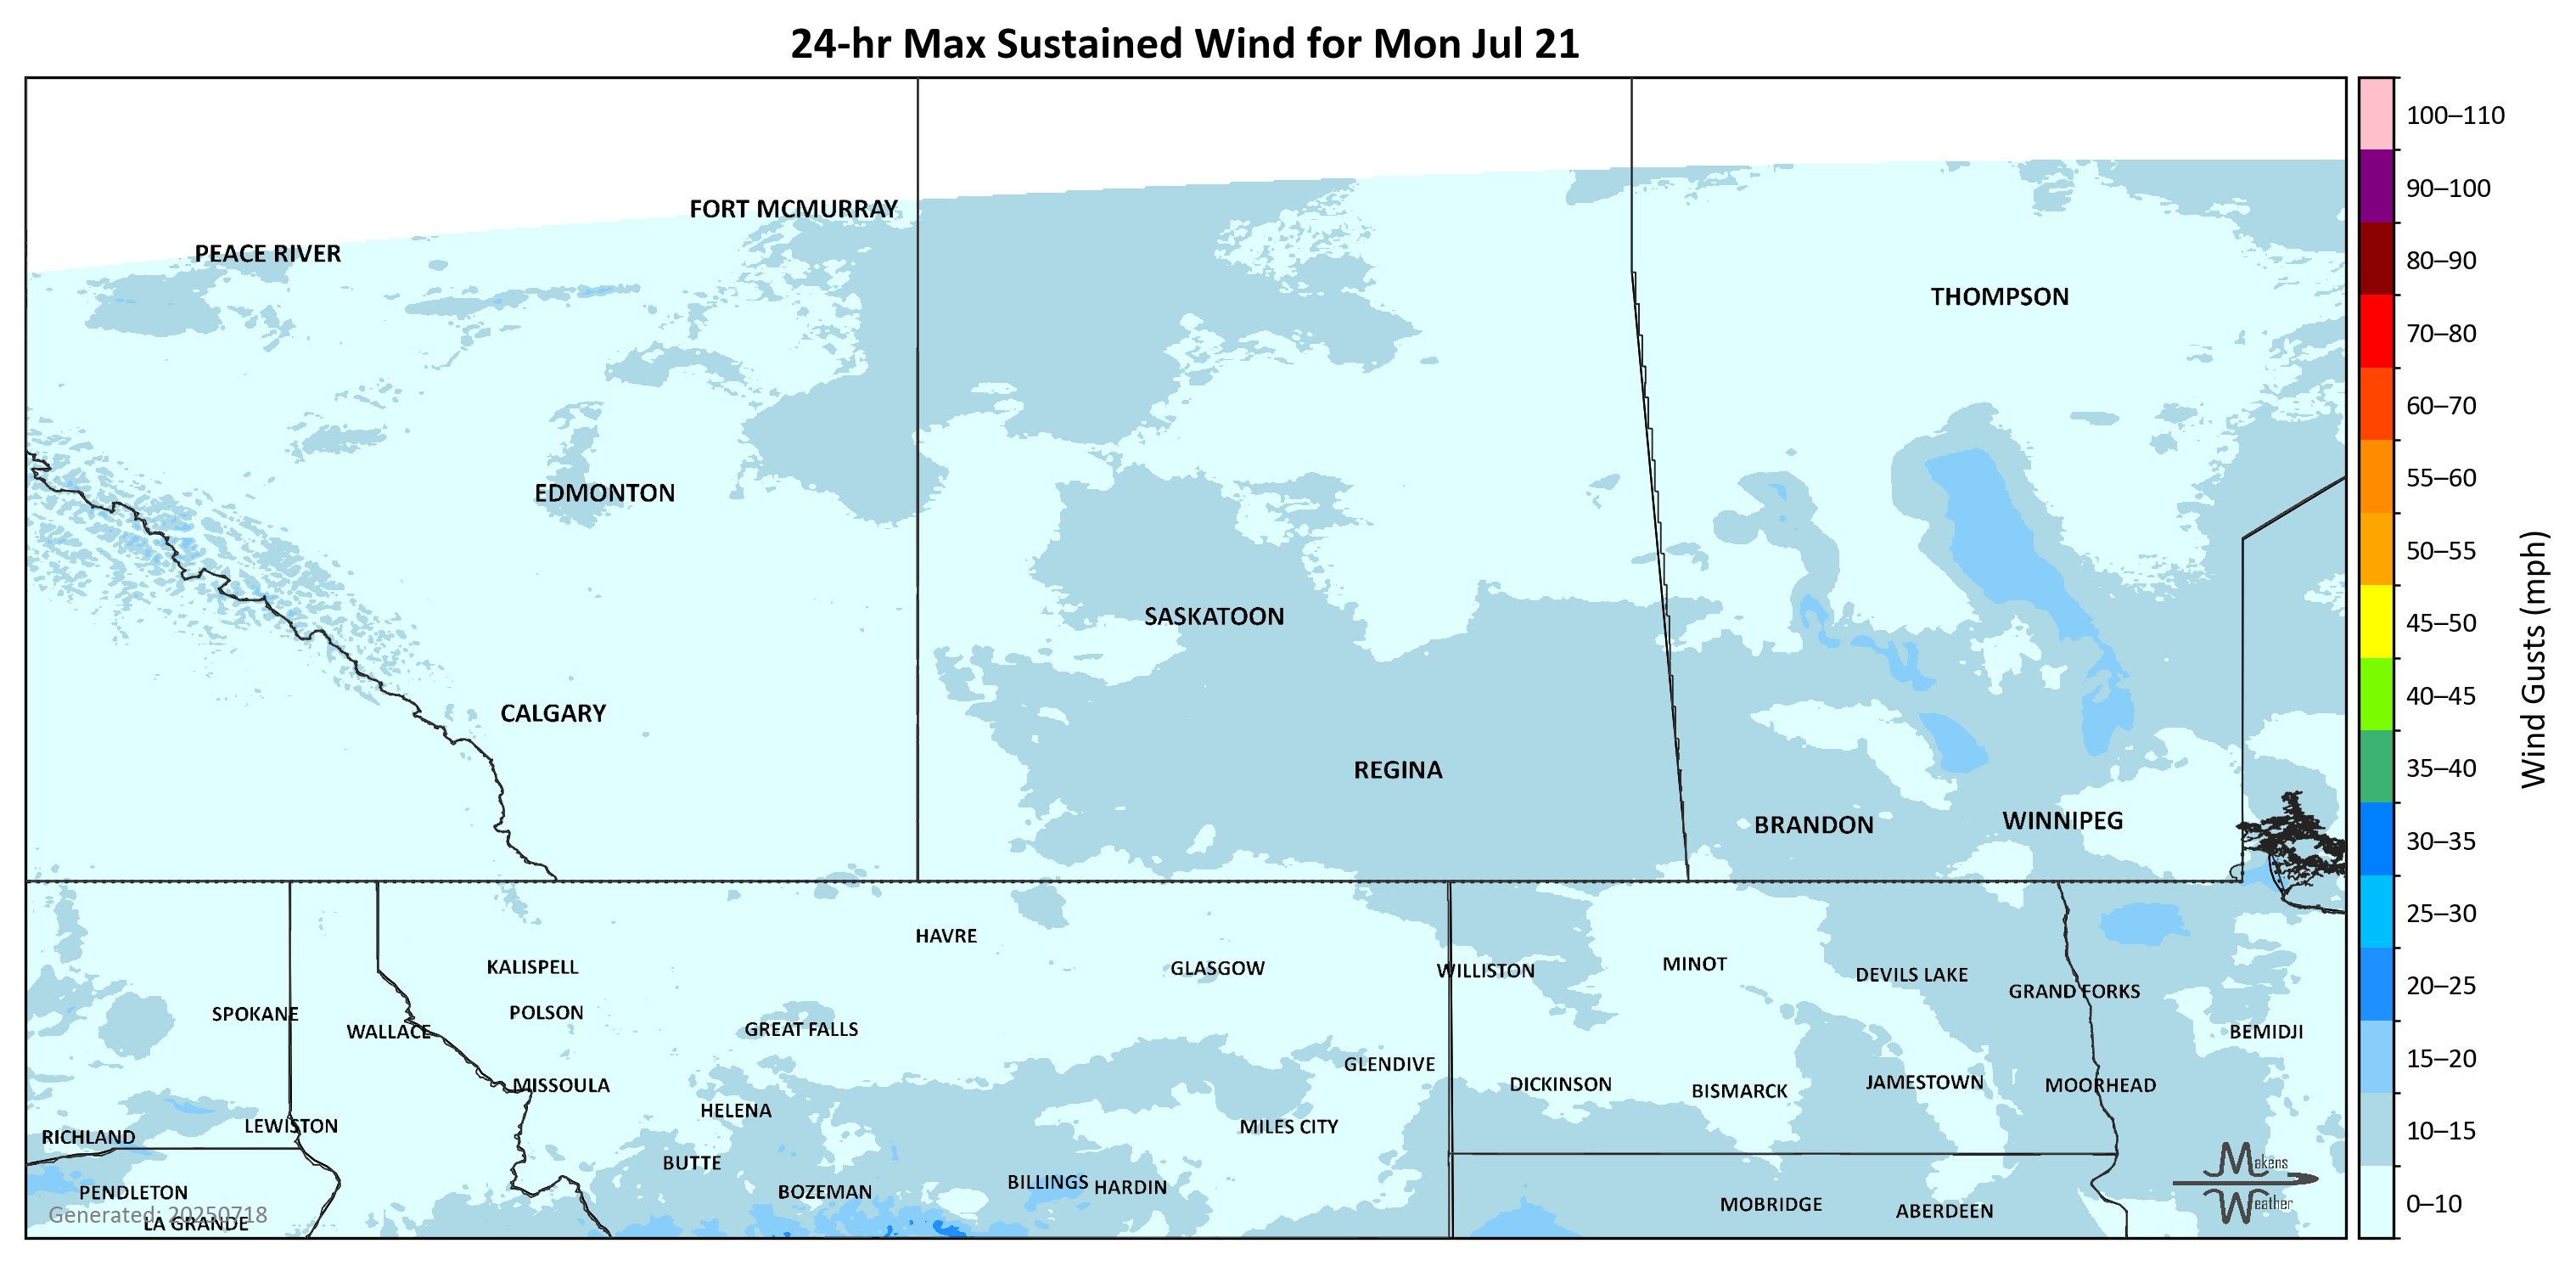 24-hr Max Sustained Wind for Mon Jul 21
100–110
90–100
80–90
70–80
60–70
55–60
50–55
45–50
40–45
35–40
30–35
25–30
20–25
15–20
10–15
0–10
Wind Gusts (mph)
FORT MCMURRAY
PEACE RIVER
THOMPSON
EDMONTON
SASKATOON
CALGARY
REGINA
BRANDON
WINNIPEG
HAVRE
KALISPELL
GLASGOW
WILLISTON
MINOT
DEVILS LAKE
GRAND FORKS
SPOKANE
POLSON
WALLACE
GREAT FALLS
BEMIDJI
GLENDIVE
MISSOULA
DICKINSON
BISMARCK
JAMESTOWN
MOORHEAD
HELENA
LEWISTON
MILES CITY
RICHLAND
BUTTE
BOZEMAN
BILLINGS
HARDIN
PENDLETON
MOBRIDGE
ABERDEEN
LA GRANDE
Generated: 20250718
Makens
Weather